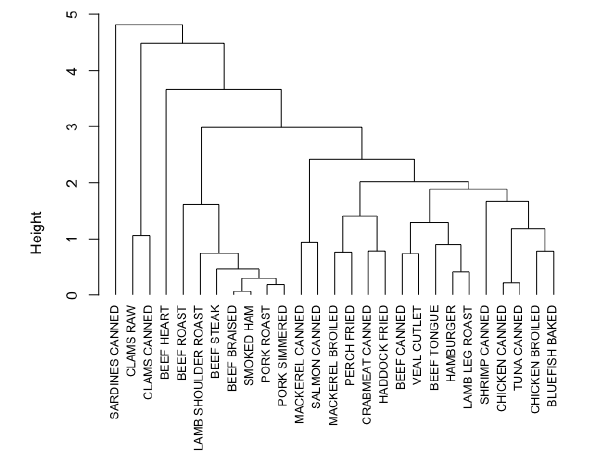 5
4
3
2
1
0
Height
SARDINES CANNED
CLAMS RAW
CLAMS CANNED
BEEF HEART
BEEF ROAST
LAMB SHOULDER ROAST
BEEF STEAK
BEEF BRAISED
SMOKED HAM
PORK ROAST
PORK SIMMERED
MACKEREL CANNED
SALMON CANNED
MACKEREL BROILED
PERCH FRIED
CRABMEAT CANNED
HADDOCK FRIED
BEEF CANNED
VEAL CUTLET
BEEF TONGUE
HAMBURGER
LAMB LEG ROAST
SHRIMP CANNED
CHICKEN CANNED
TUNA CANNED
CHICKEN BROILED
BLUEFISH BAKED